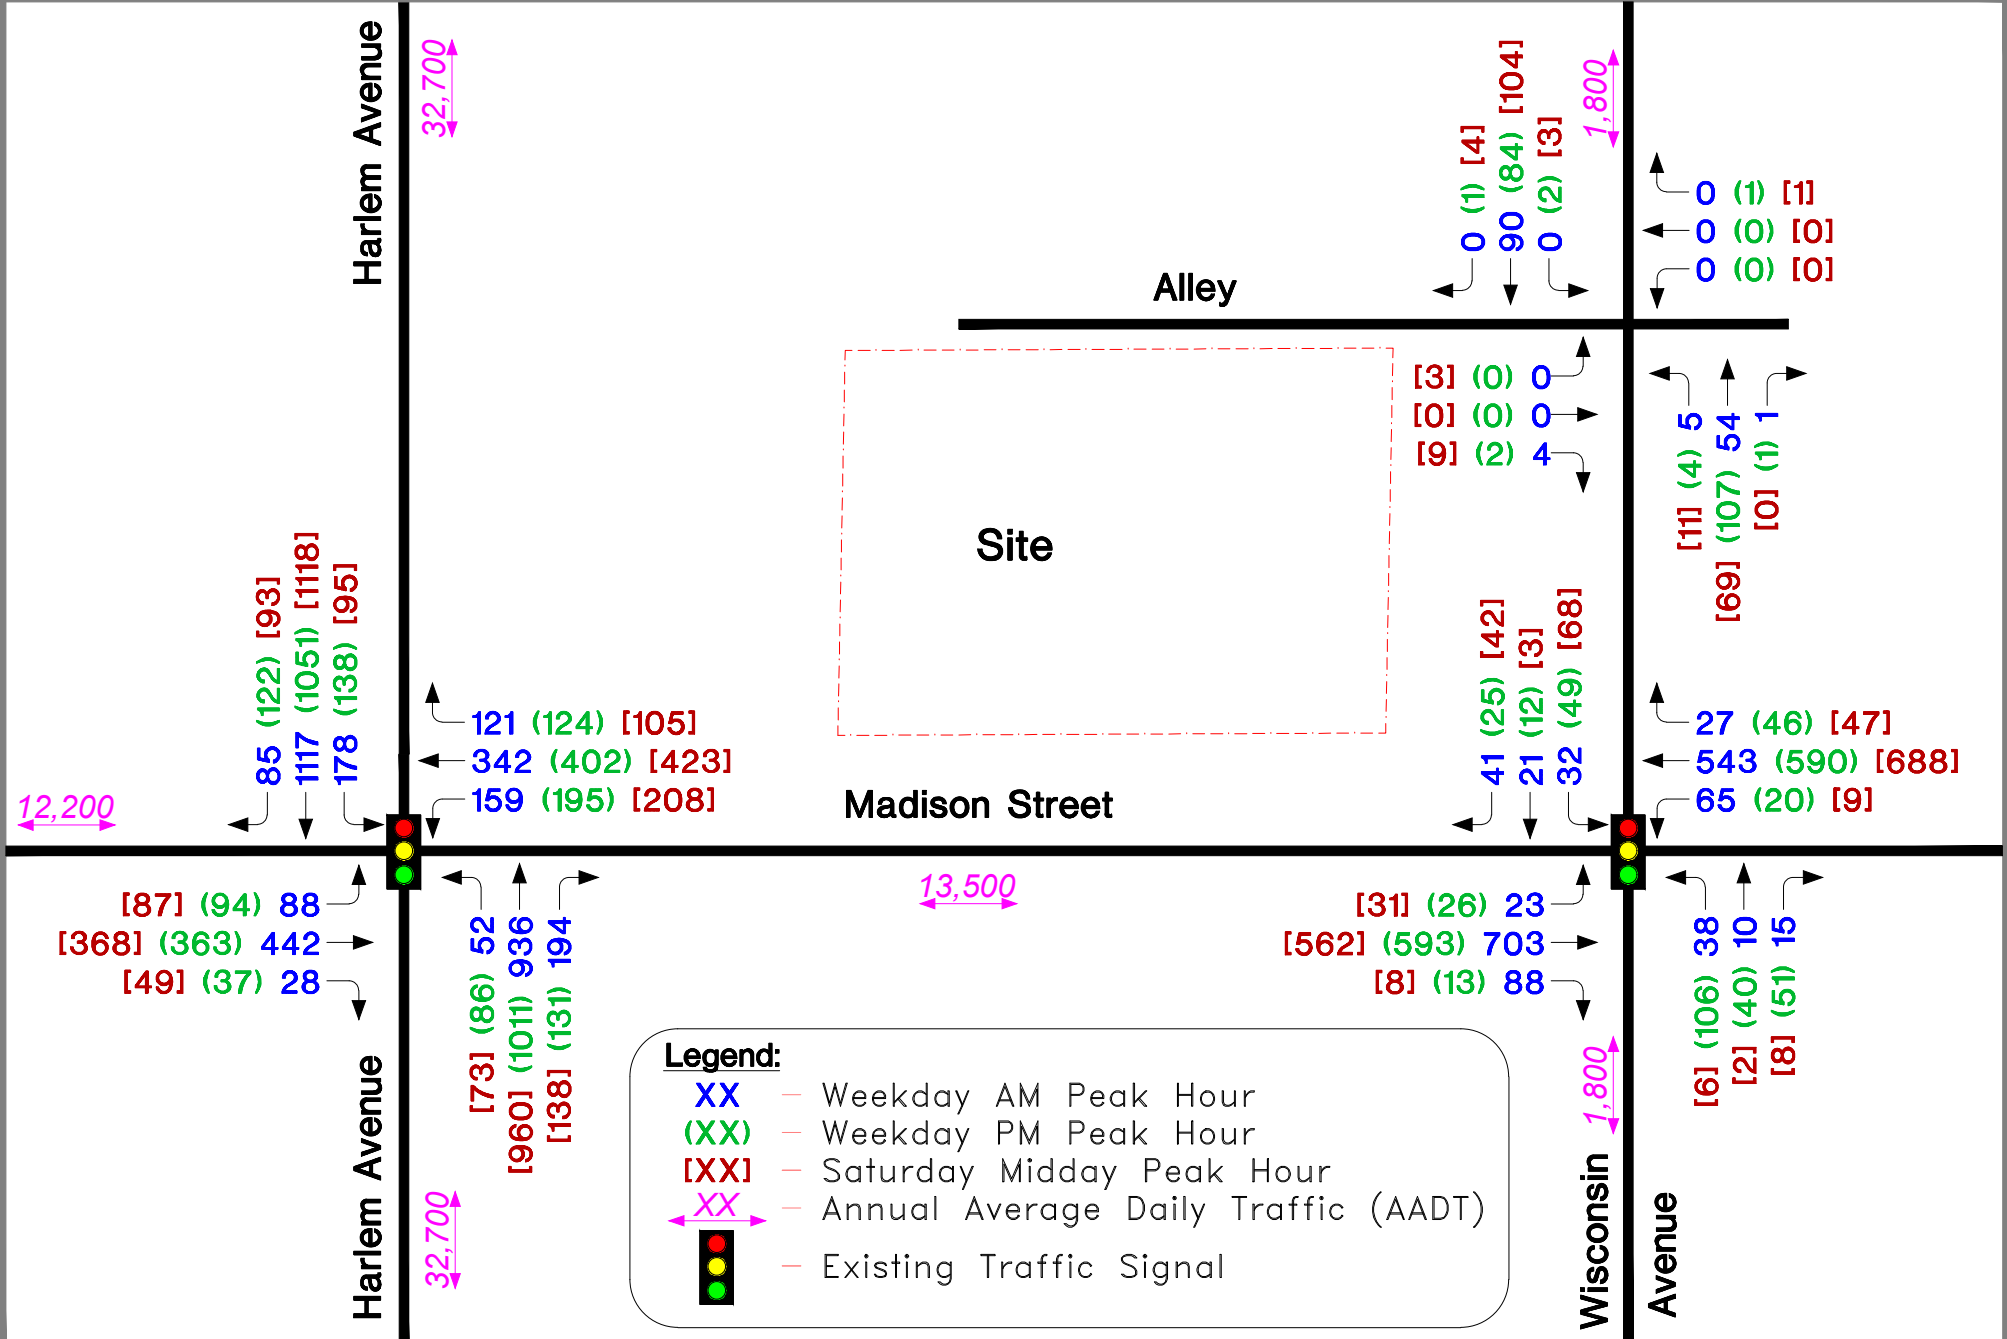 Harlem Avenue
32,700
1,800
0 (1) [4]
90 (84) [104]
0 (2) [3]
0 (1) [1]
0 (0) [0]
0 (0) [0]
Alley
[3] (0) 0
[0] (0) 0
[9] (2) 4
[11] (4) 5
[69] (107) 54
[0] (1) 1
Site
85 (122) [93]
1117 (1051) [1118]
178 (138) [95]
121 (124) [105]
342 (402) [423]
159 (195) [208]
41 (25) [42]
21 (12) [3]
32 (49) [68]
27 (46) [47]
543 (590) [688]
65 (20) [9]
12,200
Madison Street
13,500
[87] (94) 88
[368] (363) 442
[49] (37) 28
[73] (86) 52
[960] (1011) 936
[138] (131) 194
[31] (26) 23
[562] (593) 703
[8] (13) 88
[6] (106) 38
[2] (40) 10
[8] (51) 15
Harlem Avenue
32,700
Legend:
XX – Weekday AM Peak Hour
(XX) – Weekday PM Peak Hour
[XX] – Saturday Midday Peak Hour
XX – Annual Average Daily Traffic (AADT)
– Existing Traffic Signal
1,800
Wisconsin
Avenue